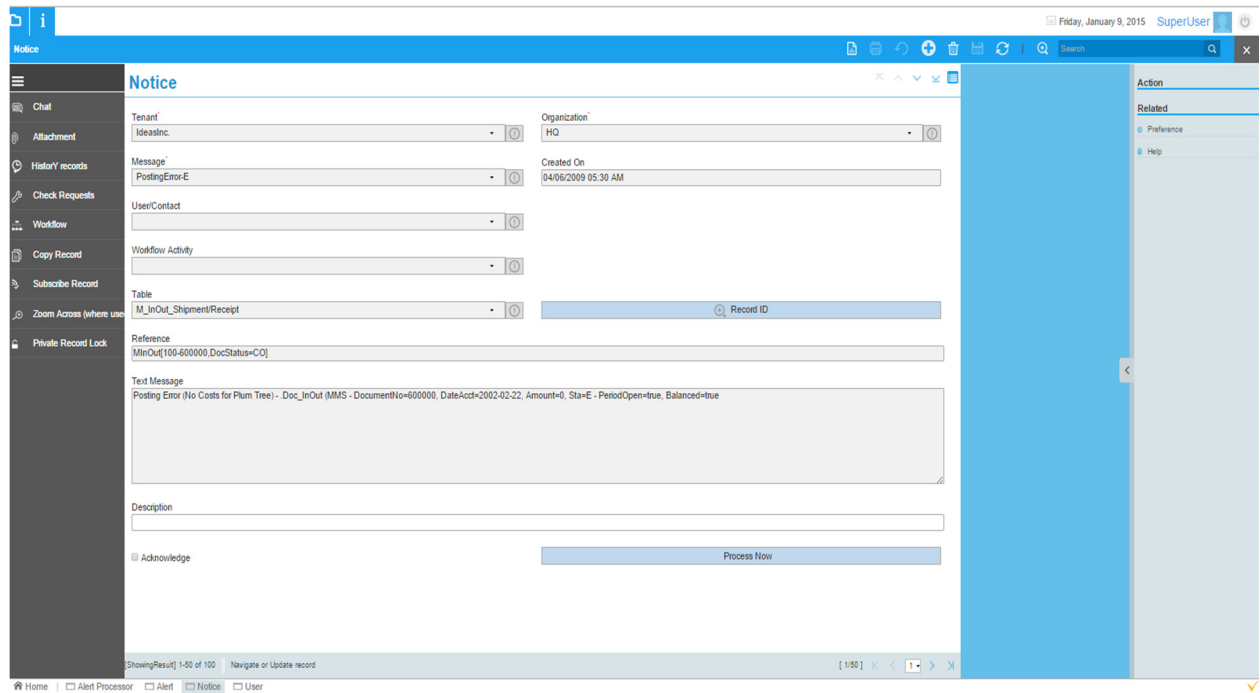 i
Friday, January 9, 2015 SuperUser
Notice
Search
Notice
Chat
Attachment
HistorY records
Check Requests
Workflow
Copy Record
Subscribe Record
Zoom Across (where use
Private Record Lock
Tenant* Organization*
IdeasInc. HQ
Message* Created On
PostingError-E 04/06/2009 05:30 AM
User/Contact
Workflow Activity
Table
M_InOut_Shipment/Receipt Record ID
Reference
MInOut[100-600000,DocStatus=CO]
Text Message
Posting Error (No Costs for Plum Tree) - .Doc_InOut (MMS - DocumentNo=600000, DateAcct=2002-02-22, Amount=0, Sta=E - PeriodOpen=true, Balanced=true
Description
Acknowledge Process Now
[ShowingResult] 1-50 of 100 Navigate or Update record [ 1/50 ] 1
Action
Related
Preference
Help
Home | Alert Processor Alert Notice User